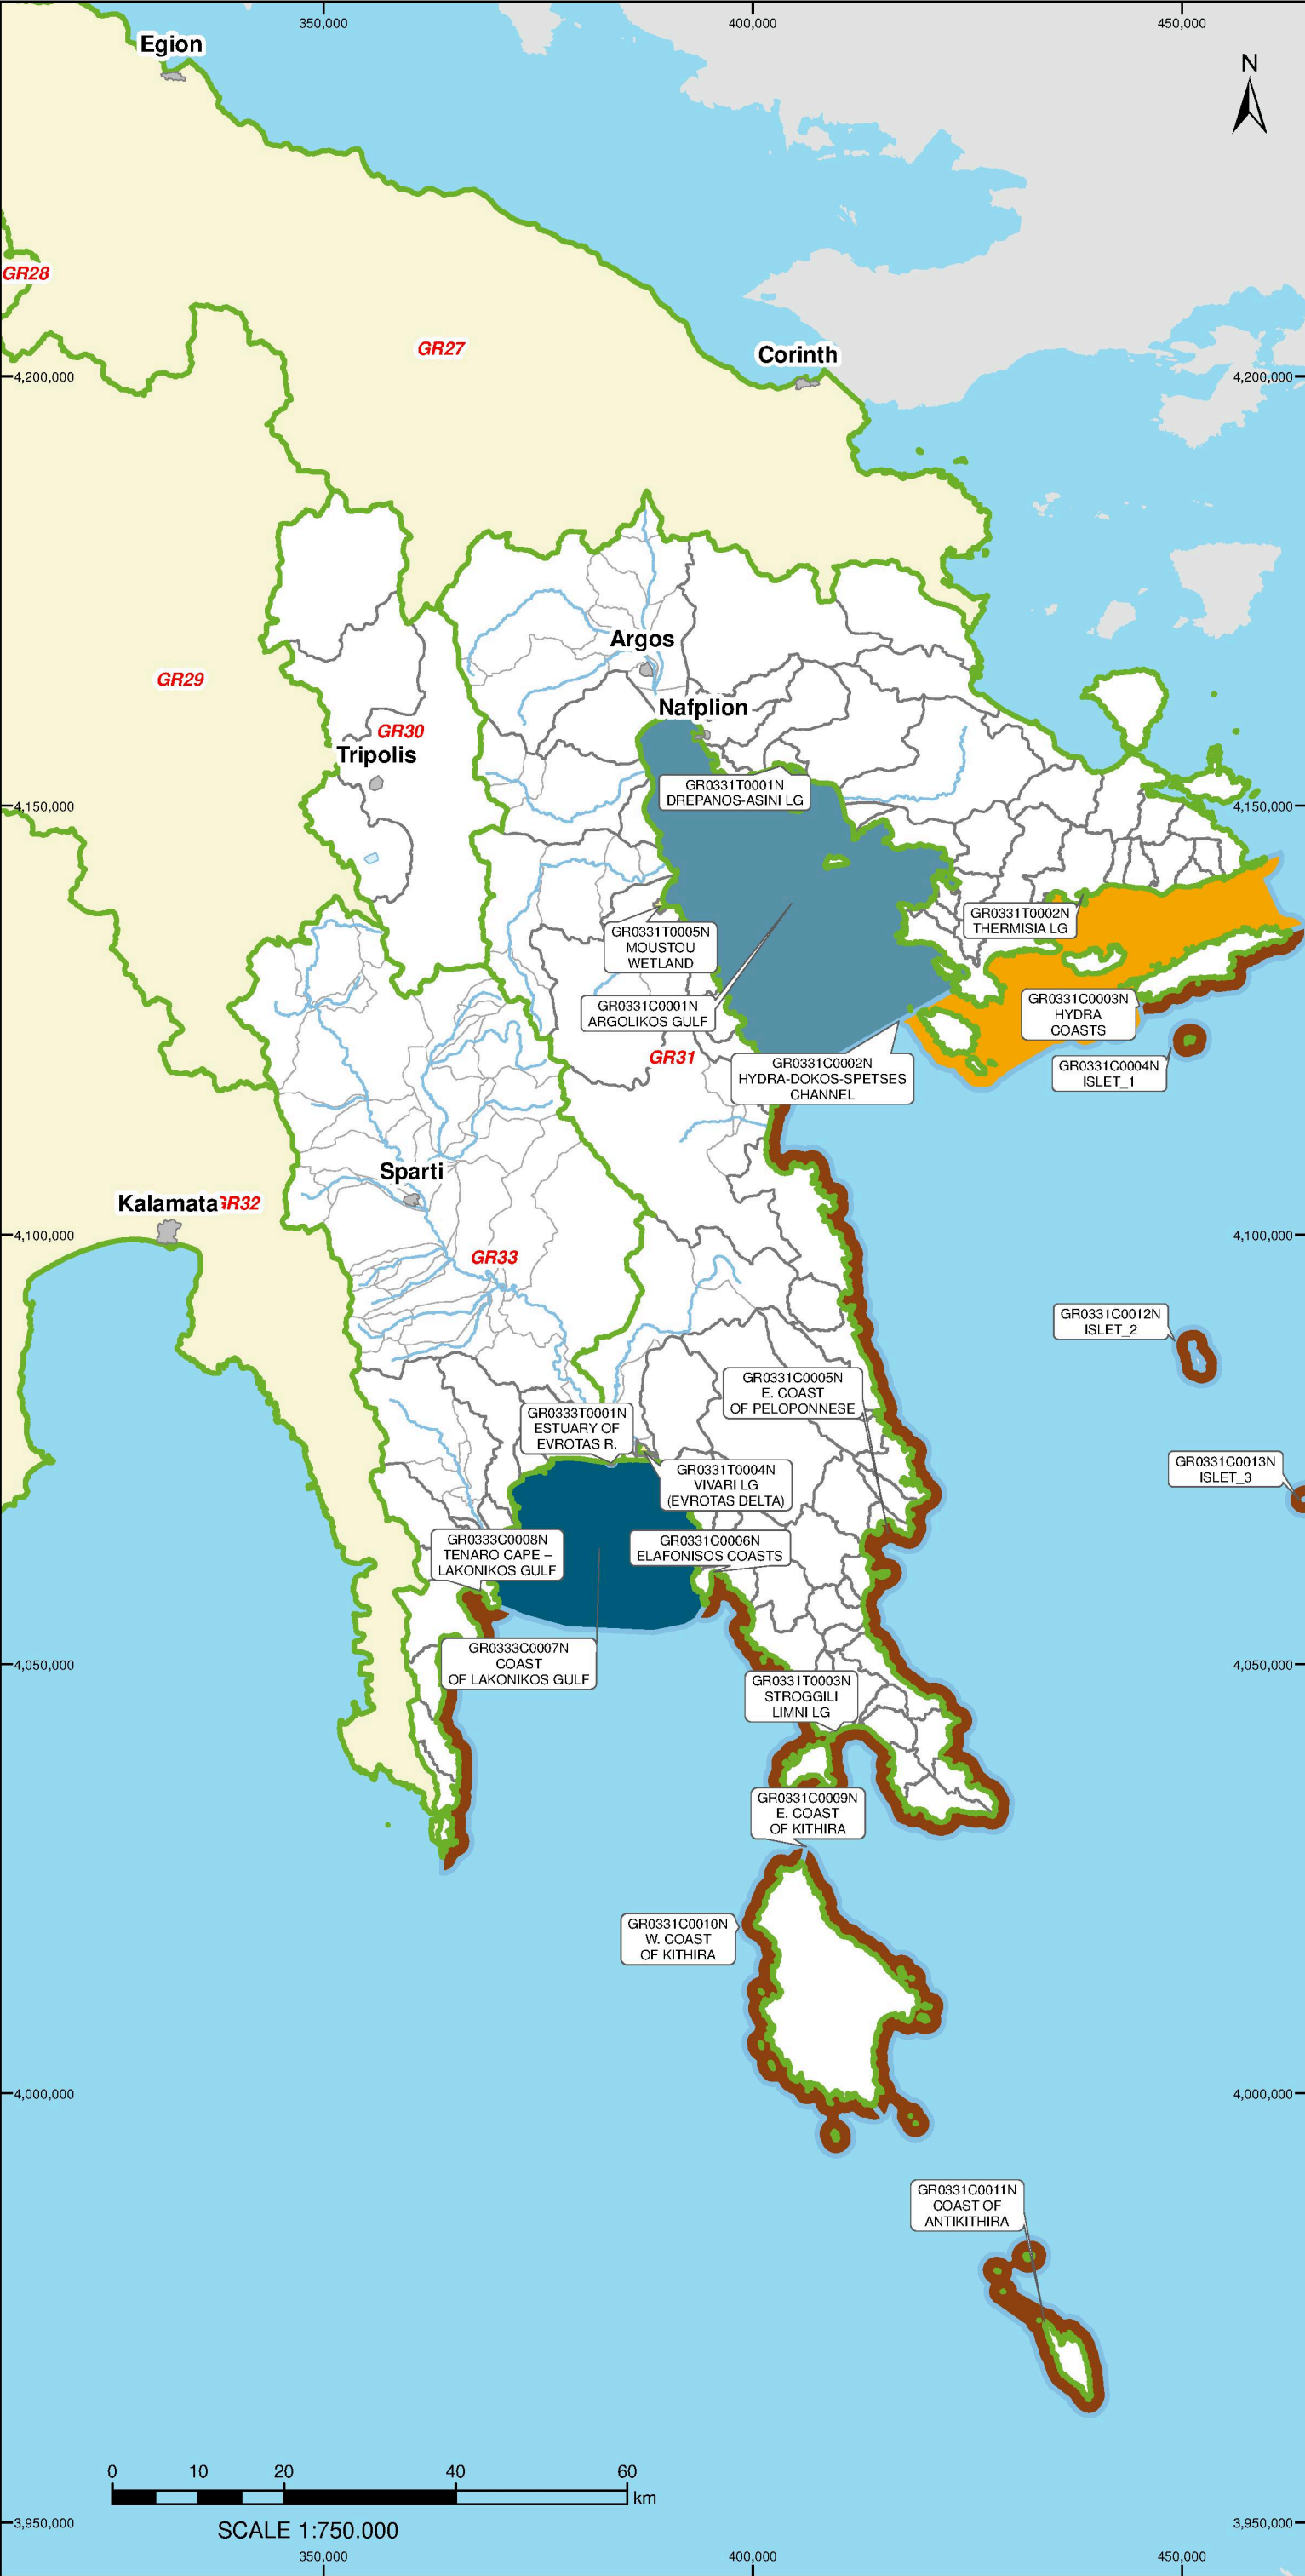 350,000
400,000
450,000
Egion
N
GR28
GR27
Corinth
4,200,000
4,200,000
Argos
GR29
Nafplion
GR30
Tripolis
GR0331T0001N
DREPANOS-ASINI LG
4,150,000
4,150,000
GR0331T0002N
THERMISIA LG
GR0331T0005N
MOUSTOU
WETLAND
GR0331C0001N
ARGOLIKOS GULF
GR0331C0003N
HYDRA
COASTS
GR31
GR0331C0002N
HYDRA-DOKOS-SPETSES
CHANNEL
GR0331C0004N
ISLET_1
Sparti
Kalamata
GR32
4,100,000
4,100,000
GR33
GR0331C0012N
ISLET_2
GR0331C0005N
E. COAST
OF PELOPONNESE
GR0333T0001N
ESTUARY OF
EVROTAS R.
GR0331T0004N
VIVARI LG
(EVROTAS DELTA)
GR0331C0013N
ISLET_3
GR0333C0008N
TENARO CAPE –
LAKONIKOS GULF
GR0331C0006N
ELAFONISOS COASTS
GR0333C0007N
COAST
OF LAKONIKOS GULF
4,050,000
4,050,000
GR0331T0003N
STROGGILI
LIMNI LG
GR0331C0009N
E. COAST
OF KITHIRA
GR0331C0010N
W. COAST
OF KITHIRA
4,000,000
4,000,000
GR0331C0011N
COAST OF
ANTIKITHIRA
0 10 20 40 60
km
SCALE 1:750.000
3,950,000
3,950,000
350,000
400,000
450,000